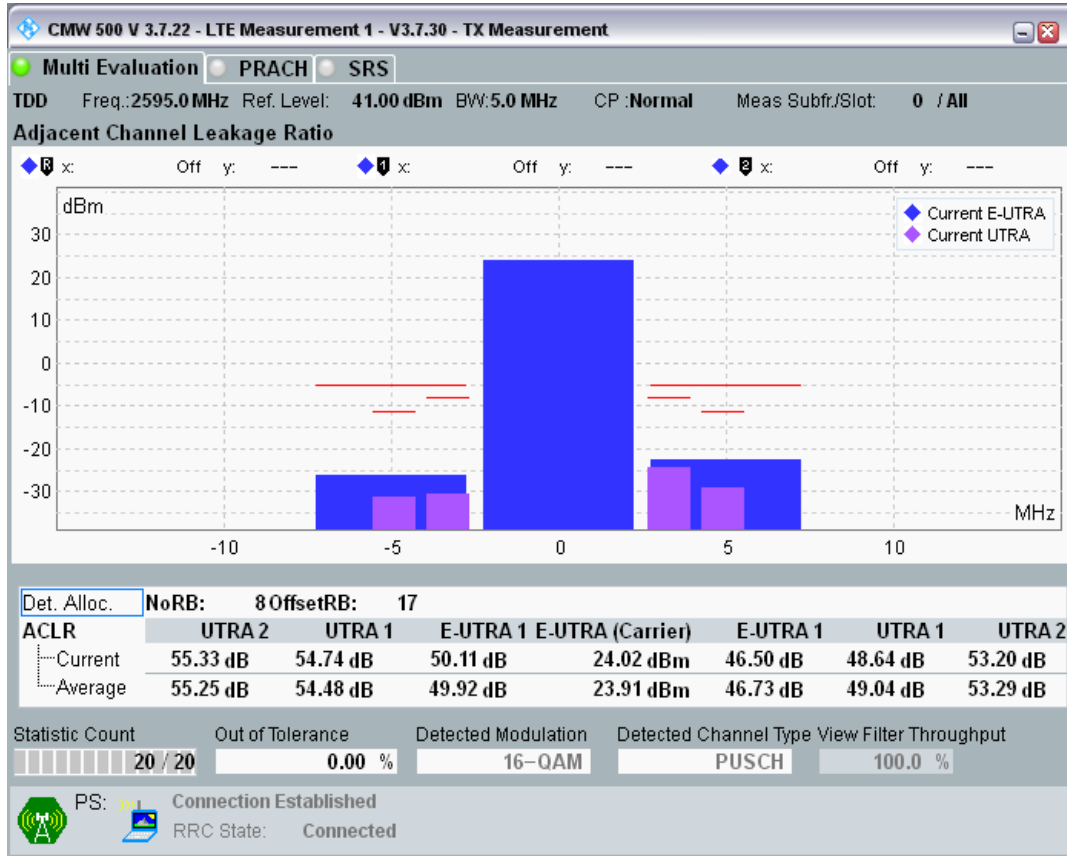 CMW 500 V 3.7.22 - LTE Measurement 1 - V3.7.30 - TX Measurement
Multi Evaluation PRACH SRS
TDD Freq.:2595.0 MHz Ref. Level: 41.00 dBm BW:5.0 MHz CP :Normal Meas Subfr./Slot: 0 / All
Adjacent Channel Leakage Ratio
R x: Off y: --- 1 x: Off y: --- 2 x: Off y: ---
dBm
Current E-UTRA
Current UTRA
30
20
10
0
-10
-20
-30
MHz
-10 -5 0 5 10
Det. Alloc. NoRB: 8 OffsetRB: 17
ACLR UTRA 2 UTRA 1 E-UTRA 1 E-UTRA (Carrier) E-UTRA 1 UTRA 1 UTRA 2
Current 55.33 dB 54.74 dB 50.11 dB 24.02 dBm 46.50 dB 48.64 dB 53.20 dB
Average 55.25 dB 54.48 dB 49.92 dB 23.91 dBm 46.73 dB 49.04 dB 53.29 dB
Statistic Count Out of Tolerance Detected Modulation Detected Channel Type View Filter Throughput
20 / 20 0.00 % 16-QAM PUSCH 100.0 %
PS: Connection Established
RRC State: Connected